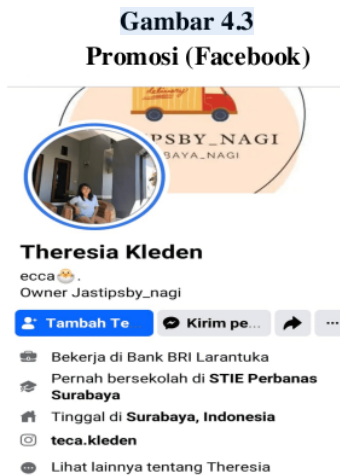 Gambar 4.3
Promosi (Facebook)
delivery
PSBY_NAGI
BAYA_NAGI
Theresia Kleden
ecca🐣.
Owner Jastipsby_nagi
Tambah Te
Kirim pe...
Bekerja di Bank BRI Larantuka
Pernah bersekolah di STIE Perbanas
Surabaya
Tinggal di Surabaya, Indonesia
teca.kleden
Lihat lainnya tentang Theresia